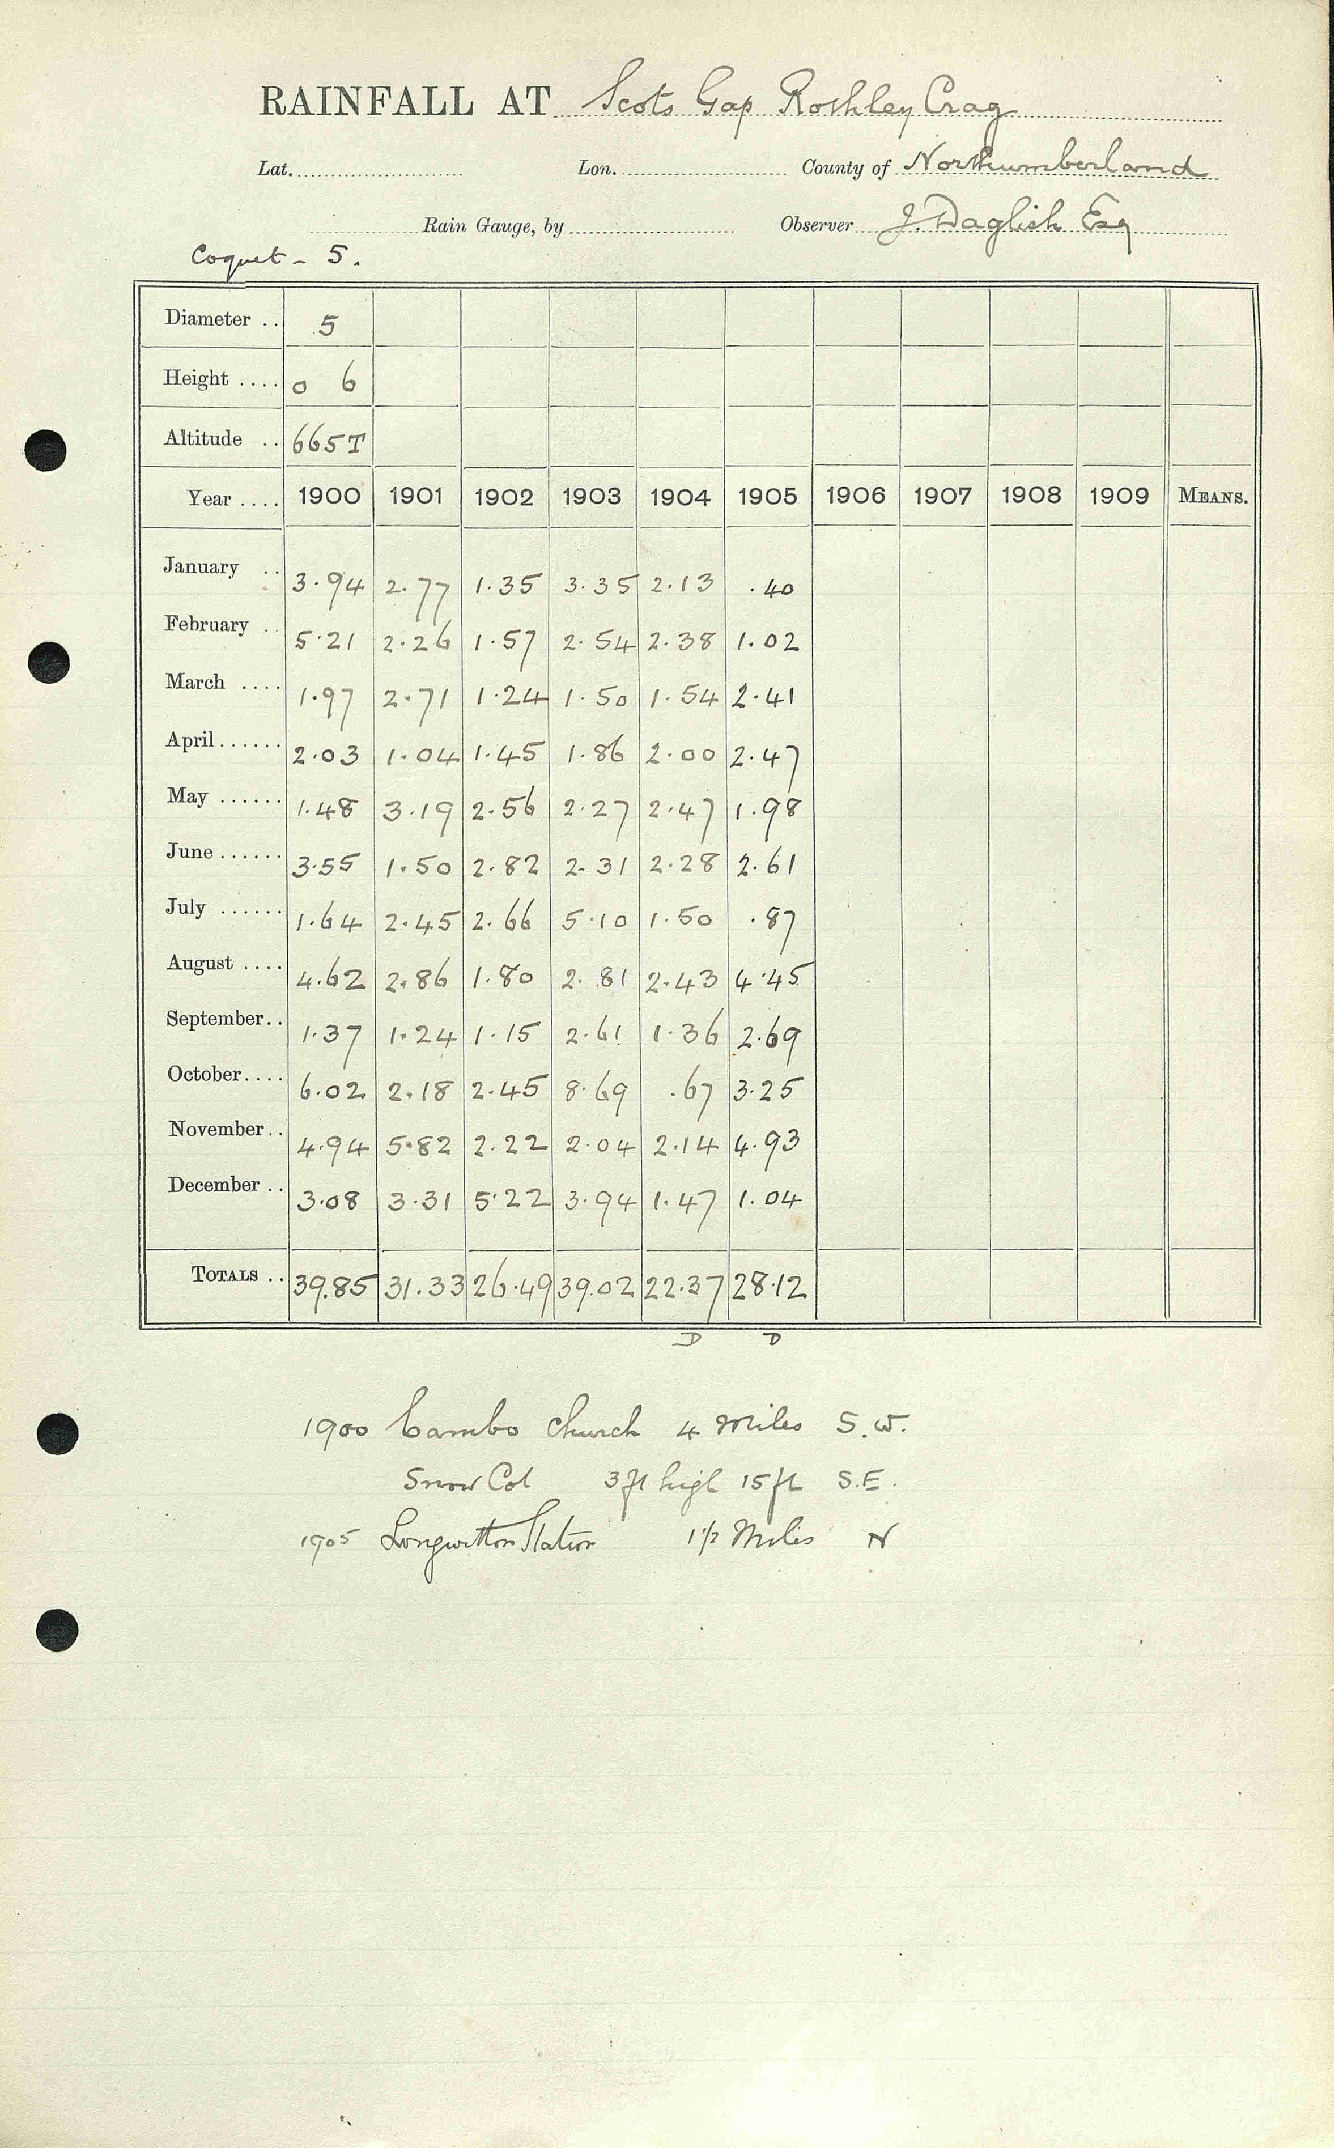 RAINFALL AT Scots Gap Rothley Crag
Lat. Lon. County of Northumberland
Rain Gauge, by Observer J. Daglish Esq
Coquet - 5.
Diameter .. 5
Height .... 0 6
Altitude .. 665T
Year .... 1900 1901 1902 1903 1904 1905 1906 1907 1908 1909 MEANS.
January .. 3.94 2.77 1.35 3.35 2.13 .40
February .. 5.21 2.26 1.57 2.54 2.38 1.02
March .... 1.97 2.71 1.24 1.50 1.54 2.41
April...... 2.03 1.04 1.45 1.86 2.00 2.47
May ...... 1.48 3.19 2.56 2.27 2.47 1.98
June ...... 3.55 1.50 2.82 2.31 2.28 2.61
July ...... 1.64 2.45 2.66 5.10 1.50 .87
August .... 4.62 2.86 1.80 2.81 2.43 4.45
September.. 1.37 1.24 1.15 2.61 1.36 2.69
October.... 6.02 2.18 2.45 8.69 .67 3.25
November.. 4.94 5.82 2.22 2.04 2.14 4.93
December .. 3.08 3.31 5.22 3.94 1.47 1.04
TOTALS .. 39.85 31.33 26.49 39.02 22.37 28.12
D D
1900 Cambo Church 4 Miles S.W.
Snow Col 3 ft high 15 ft S.E.
1905 Longwitton Station 1 1/2 Miles N